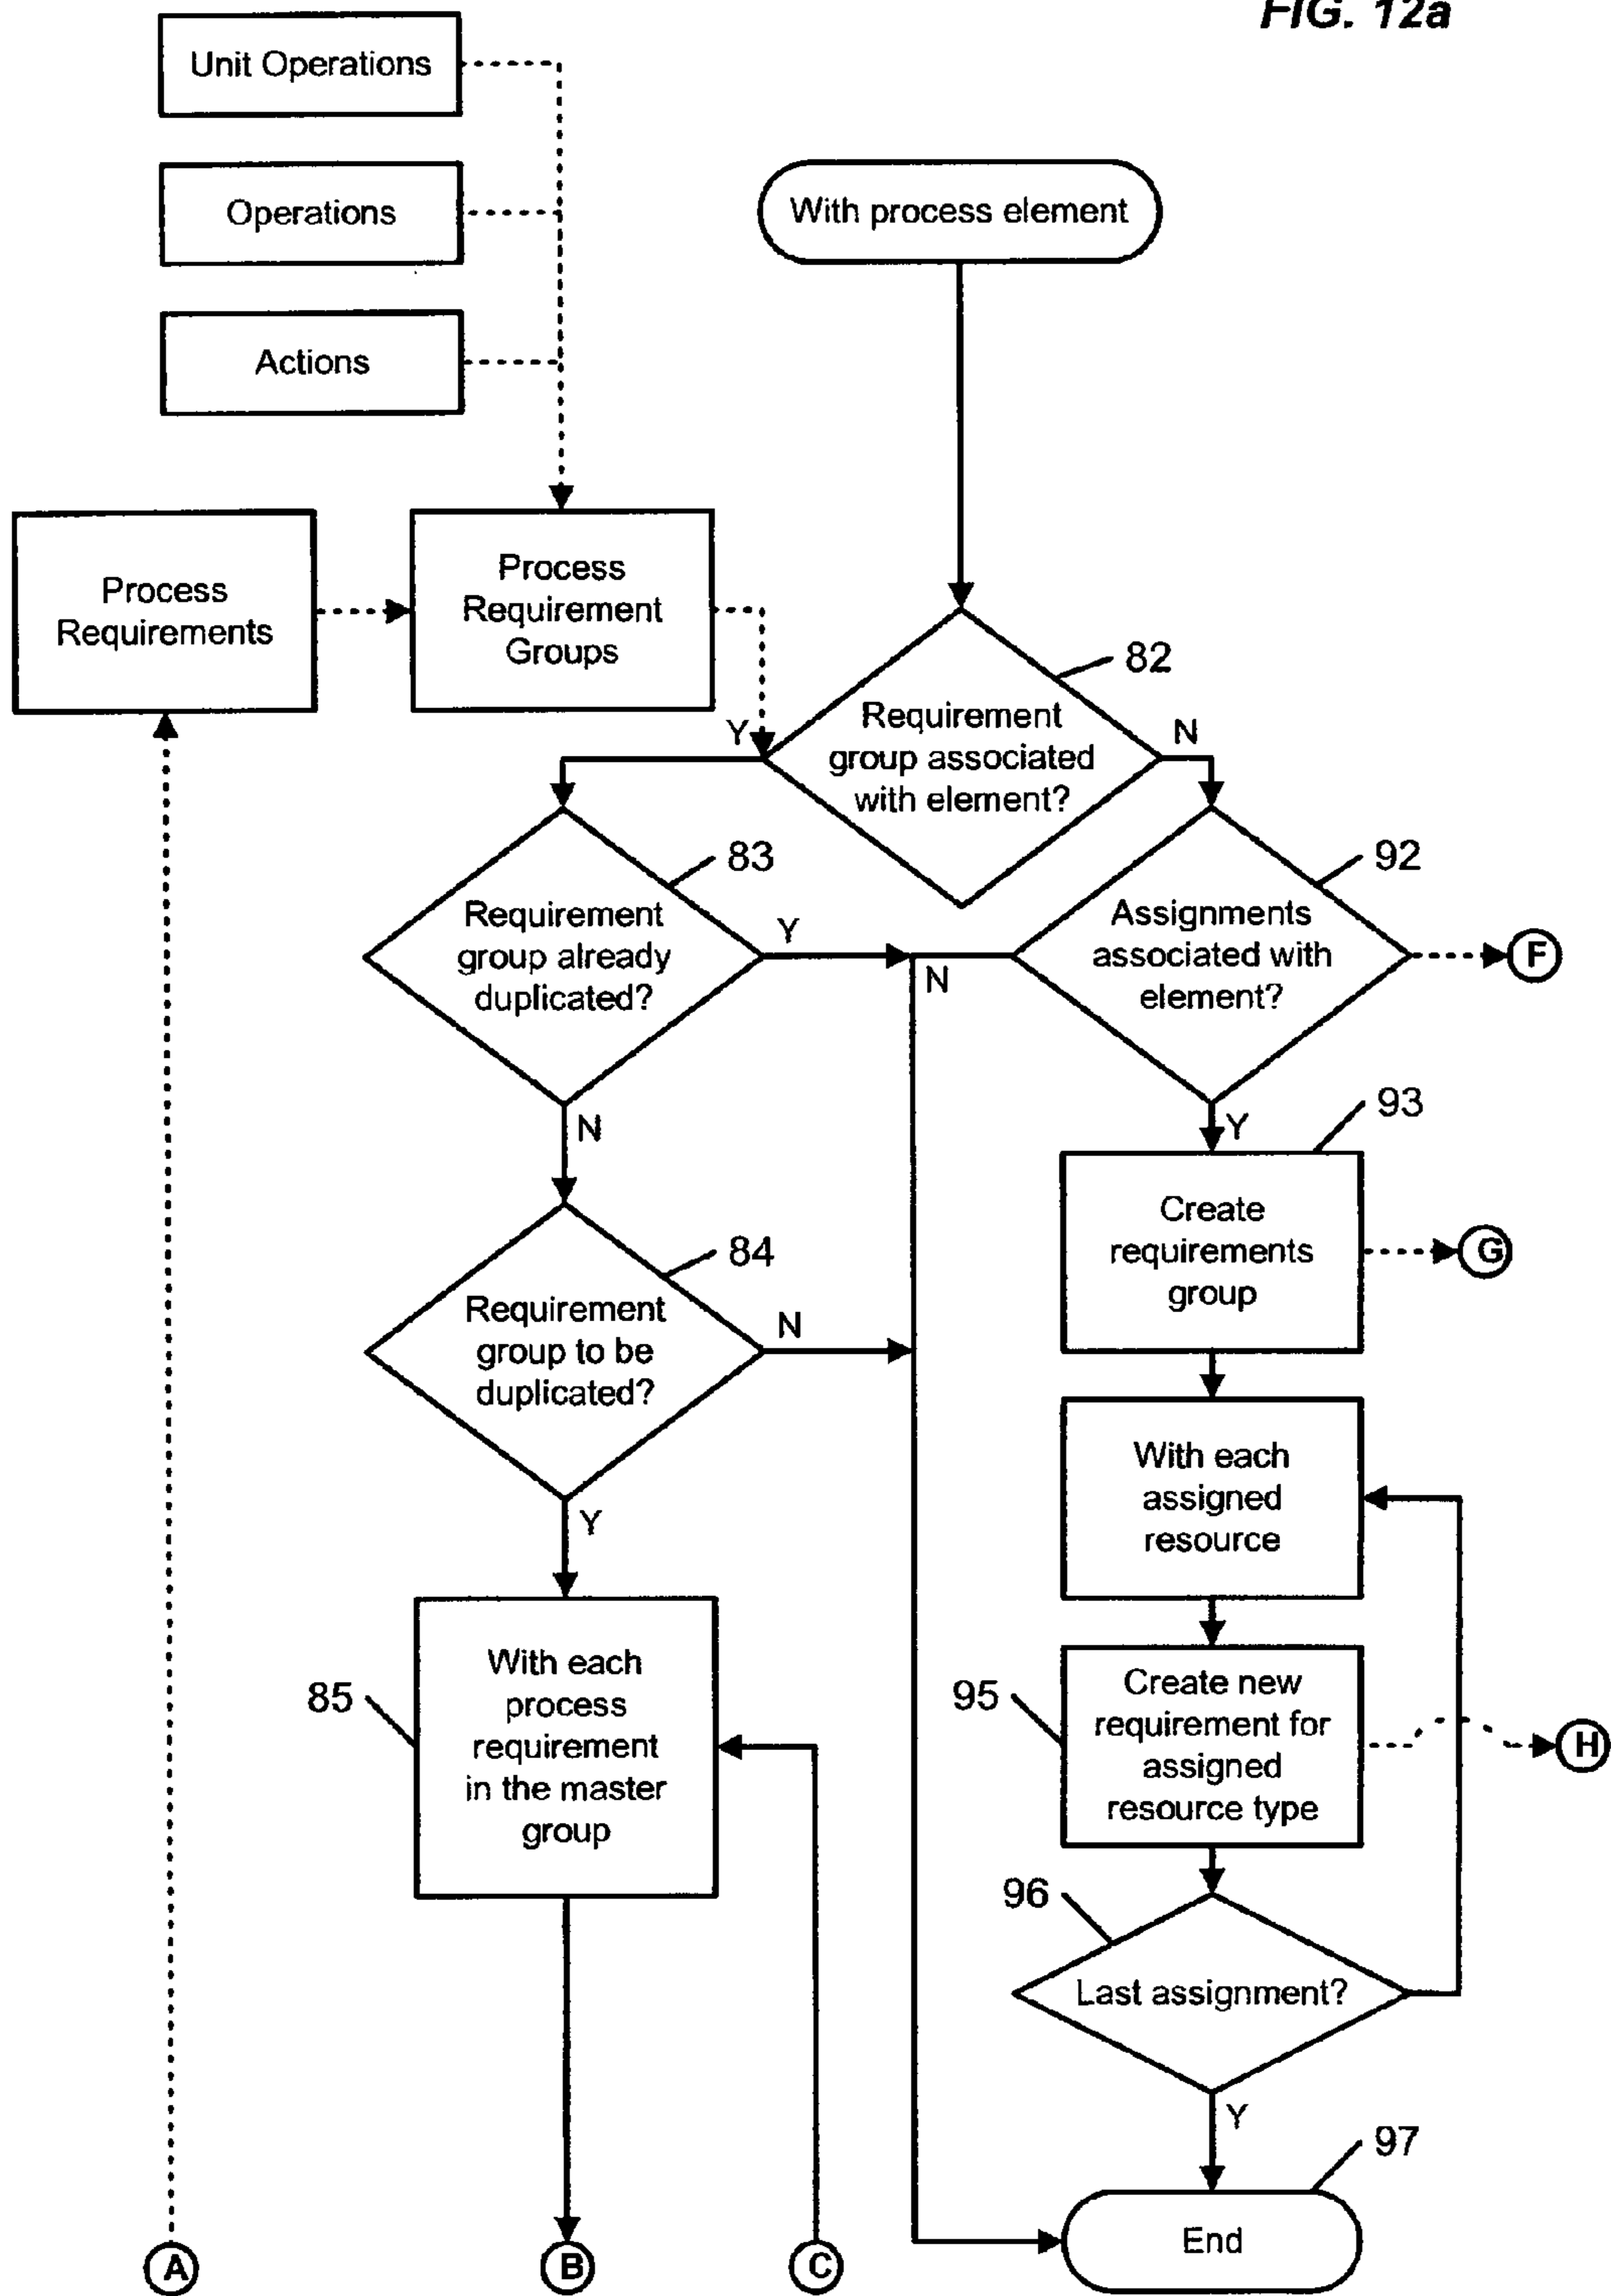 FIG. 12a
Unit Operations
Operations
With process element
Actions
Process
Requirements
Process
Requirement
Groups
82
Requirement
group associated
with element?
Y
N
83
Requirement
group already
duplicated?
Y
N
92
Assignments
associated with
element?
N
F
Y
93
Create
requirements
group
G
84
Requirement
group to be
duplicated?
N
Y
With each
assigned
resource
85
With each
process
requirement
in the master
group
95
Create new
requirement for
assigned
resource type
H
96
Last assignment?
Y
97
End
A
B
C